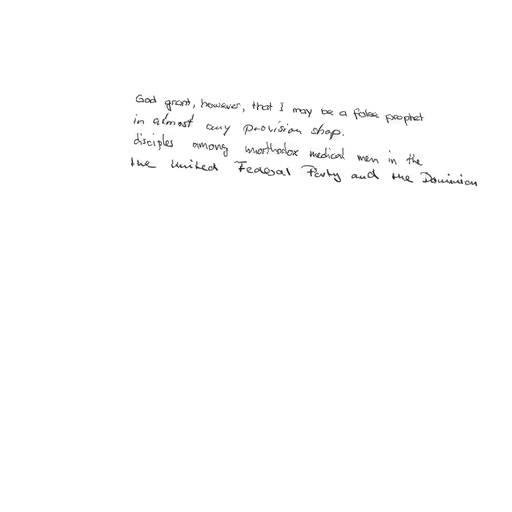 God grant, however, that I may be a false prophet
in almost any provision shop.
disciples among unorthodox medical men in the
the United Federal Party and the Dominion